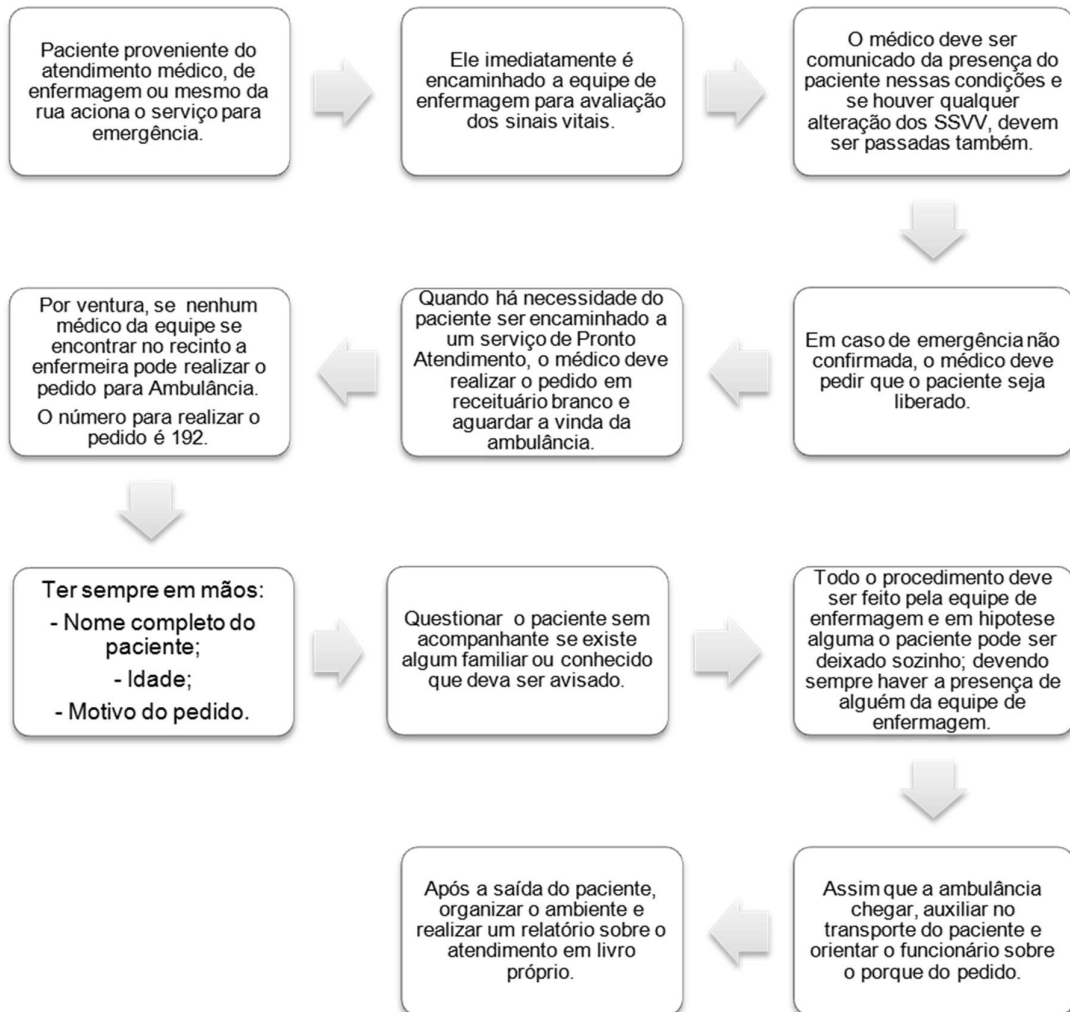 Paciente proveniente do
atendimento médico, de
enfermagem ou mesmo da
rua aciona o serviço para
emergência.
Ele imediatamente é
encaminhado a equipe de
enfermagem para avaliação
dos sinais vitais.
O médico deve ser
comunicado da presença do
paciente nessas condições e
se houver qualquer
alteração dos SSVV, devem
ser passadas também.
Em caso de emergência não
confirmada, o médico deve
pedir que o paciente seja
liberado.
Quando há necessidade do
paciente ser encaminhado a
um serviço de Pronto
Atendimento, o médico deve
realizar o pedido em
receituário branco e
aguardar a vinda da
ambulância.
Por ventura, se nenhum
médico da equipe se
encontrar no recinto a
enfermeira pode realizar o
pedido para Ambulância.
O número para realizar o
pedido é 192.
Ter sempre em mãos:
- Nome completo do
paciente;
- Idade;
- Motivo do pedido.
Questionar o paciente sem
acompanhante se existe
algum familiar ou conhecido
que deva ser avisado.
Todo o procedimento deve
ser feito pela equipe de
enfermagem e em hipotese
alguma o paciente pode ser
deixado sozinho; devendo
sempre haver a presença de
alguém da equipe de
enfermagem.
Assim que a ambulância
chegar, auxiliar no
transporte do paciente e
orientar o funcionário sobre
o porque do pedido.
Após a saída do paciente,
organizar o ambiente e
realizar um relatório sobre o
atendimento em livro
próprio.